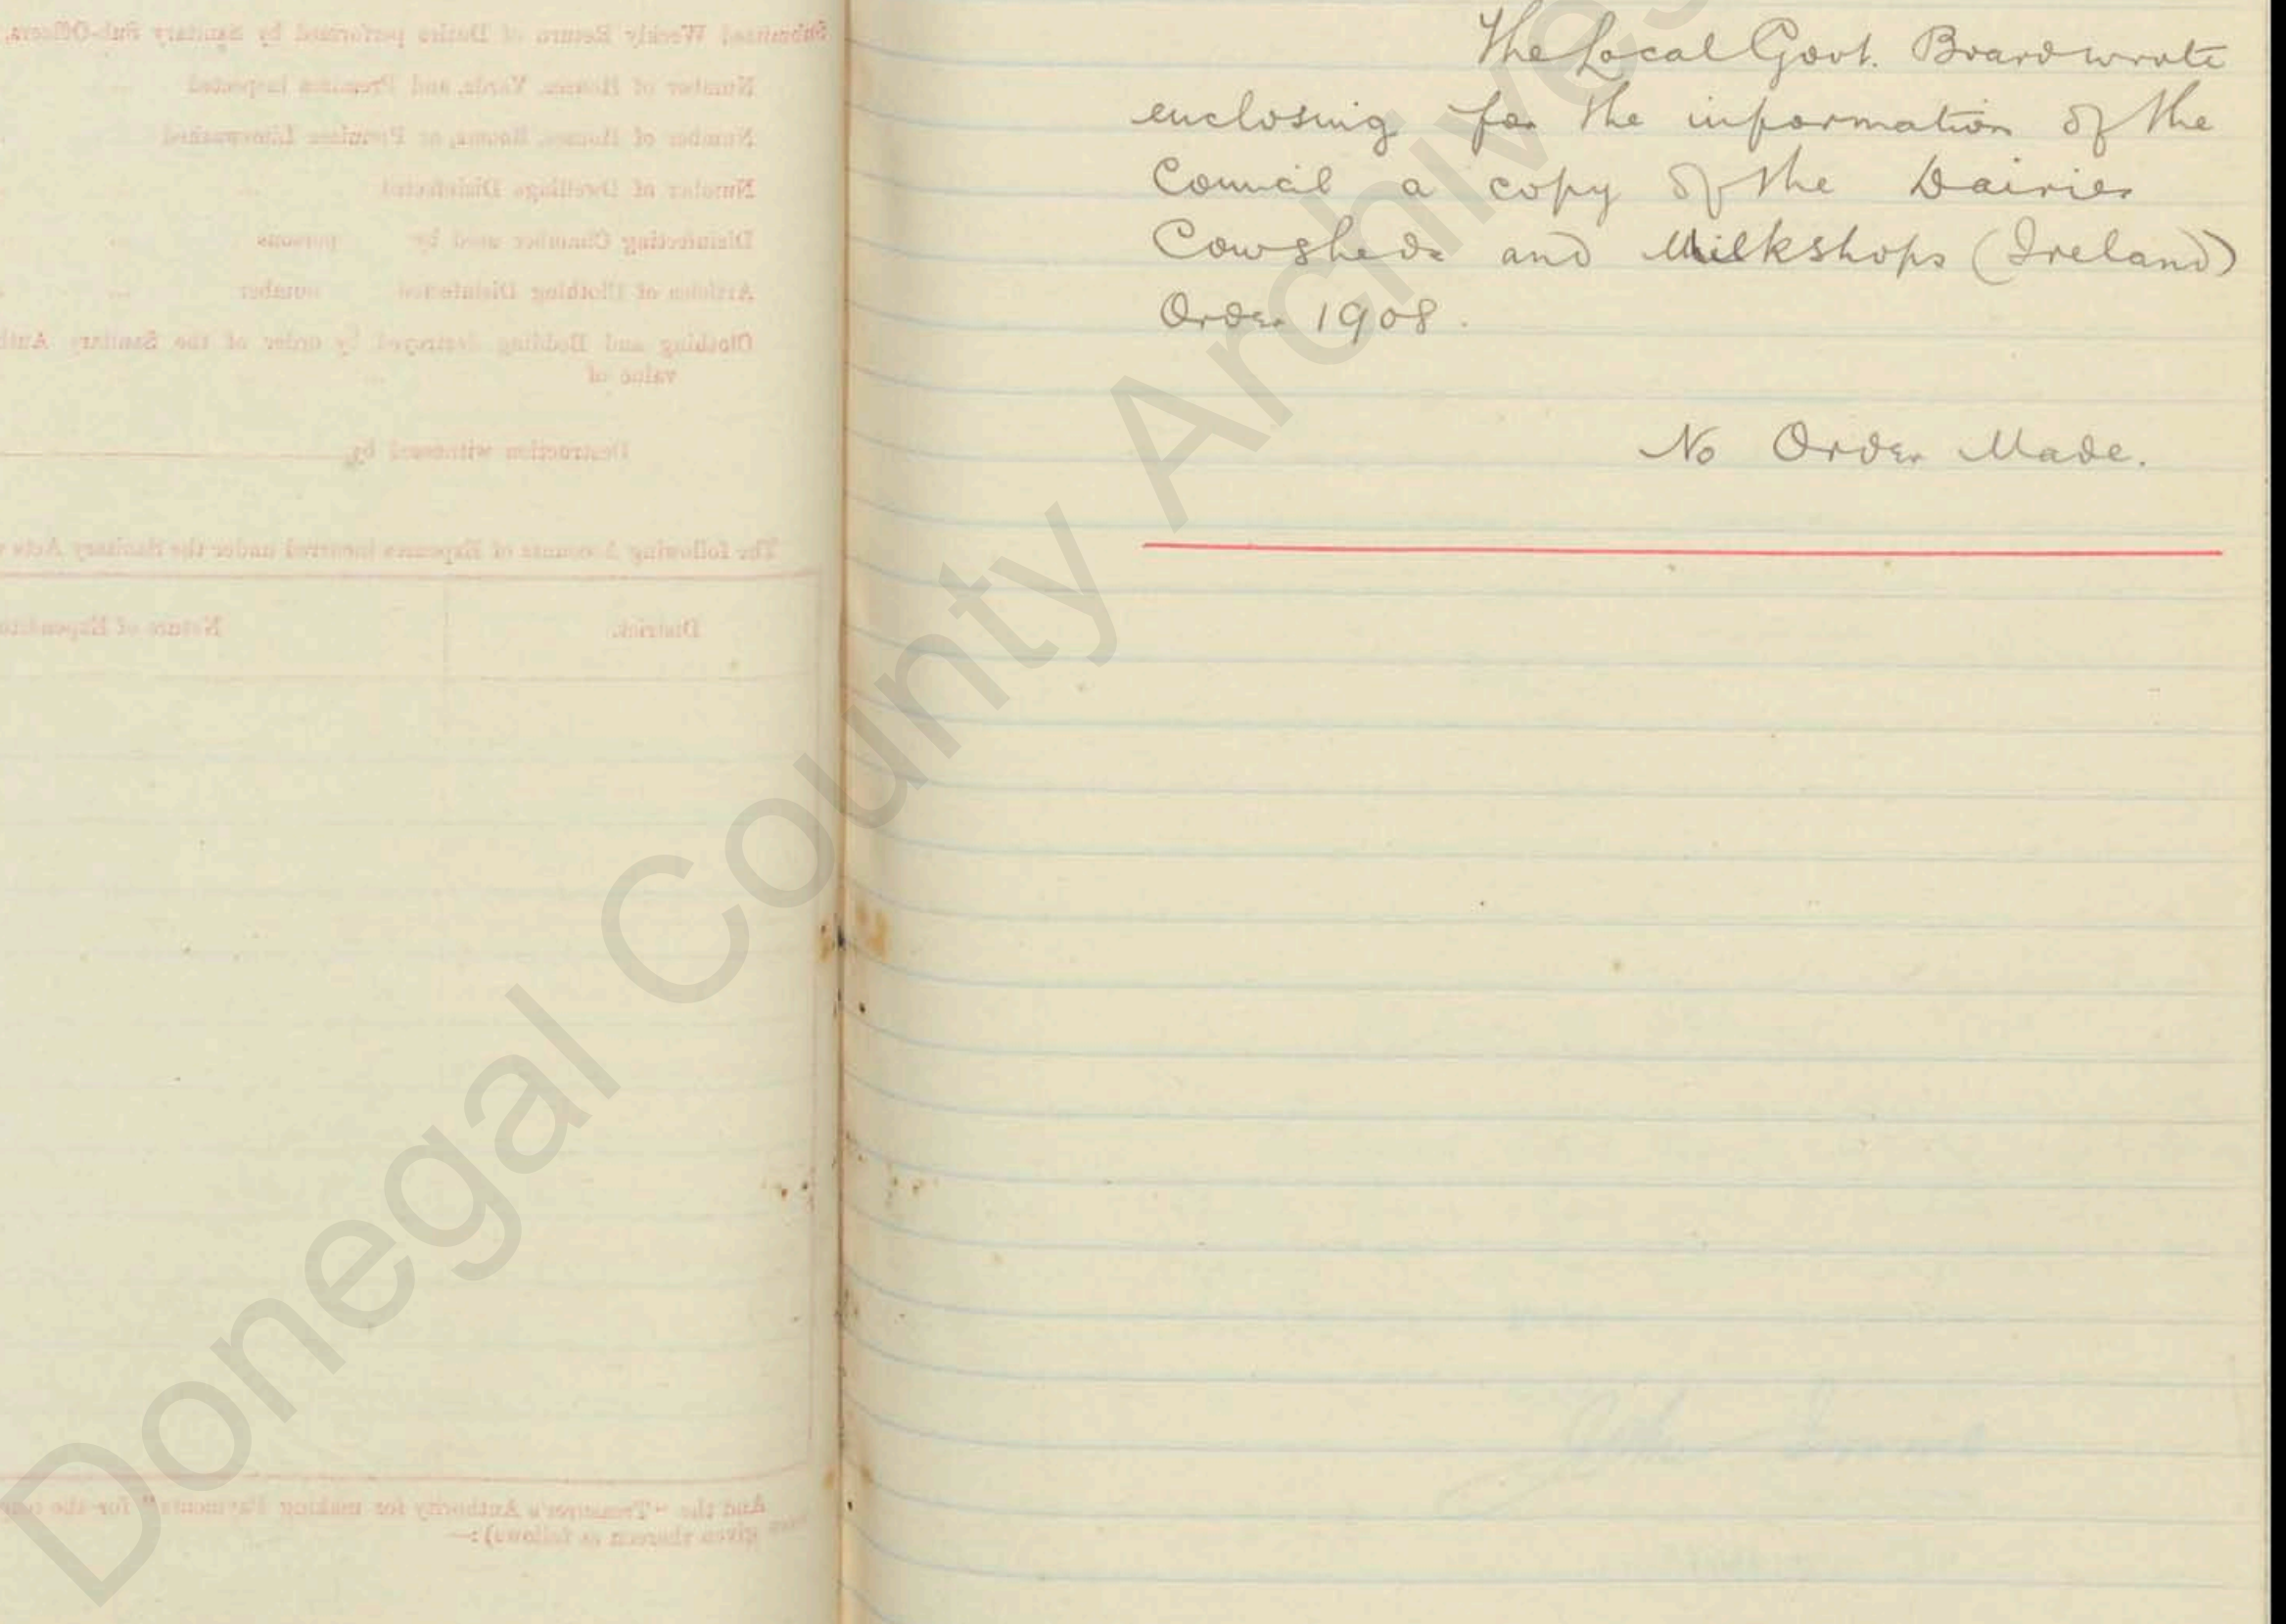 Submitted Weekly Return of Duties performed by Sanitary Sub-Officers,
Number of Houses, Yards, and Premises Inspected
Number of Houses, Rooms, or Premises Limewashed
Number of Dwellings Disinfected
Disinfecting Chamber used by persons
Articles of Clothing Disinfected number
Clothing and Bedding destroyed by order of the Sanitary Auth
value of
Destruction witnessed by
The following Accounts of Expenses incurred under the Sanitary Acts
District. Nature of Expenditu
And the "Treasurer's Authority for making Payments" for the
given thereon as follows):—
The Local Govt. Board wrote
enclosing for the information of the
Council a copy of the Dairies
Cowsheds and Milkshops (Ireland)
Order 1908.
No Order Made.
Donegal County Archives